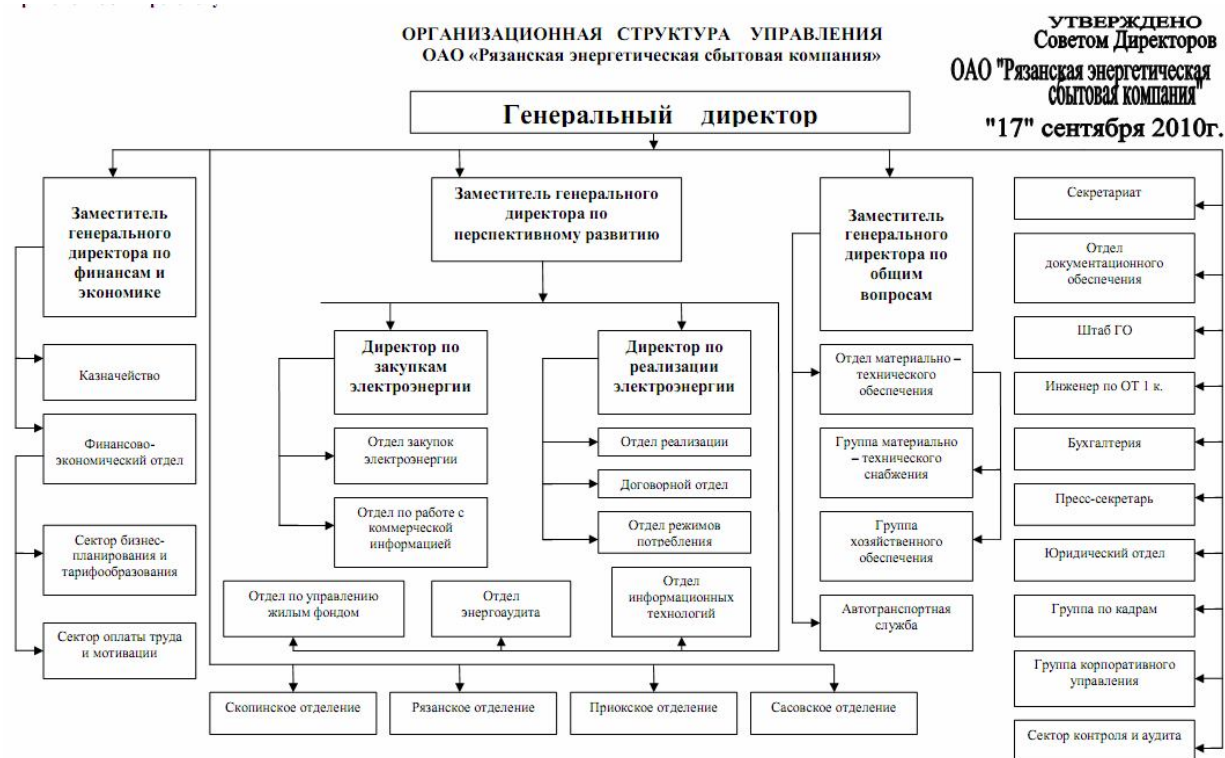 ОРГАНИЗАЦИОННАЯ СТРУКТУРА УПРАВЛЕНИЯ
ОАО «Рязанская энергетическая сбытовая компания»
УТВЕРЖДЕНО
Советом Директоров
ОАО "Рязанская энергетическая
сбытовая компания"
"17" сентября 2010г.
Генеральный директор
Заместитель
генерального
директора по
финансам и
экономике
Казначейство
Финансово-
экономический отдел
Сектор бизнес-
планирования и
тарифообразования
Сектор оплаты труда
и мотивации
Заместитель генерального
директора по
перспективному развитию
Директор по
закупкам
электроэнергии
Отдел закупок
электроэнергии
Отдел по работе с
коммерческой
информацией
Директор по
реализации
электроэнергии
Отдел реализации
Договорной отдел
Отдел режимов
потребления
Отдел по управлению
жилым фондом
Отдел
энергоаудита
Отдел
информационных
технологий
Заместитель
генерального
директора по
общим
вопросам
Отдел материально –
технического
обеспечения
Группа материально
– технического
снабжения
Группа
хозяйственного
обеспечения
Автотранспортная
служба
Секретариат
Отдел
документационного
обеспечения
Штаб ГО
Инженер по ОТ 1 к.
Бухгалтерия
Пресс-секретарь
Юридический отдел
Группа по кадрам
Группа корпоративного
управления
Сектор контроля и аудита
Скопинское отделение
Рязанское отделение
Приокское отделение
Сасовское отделение